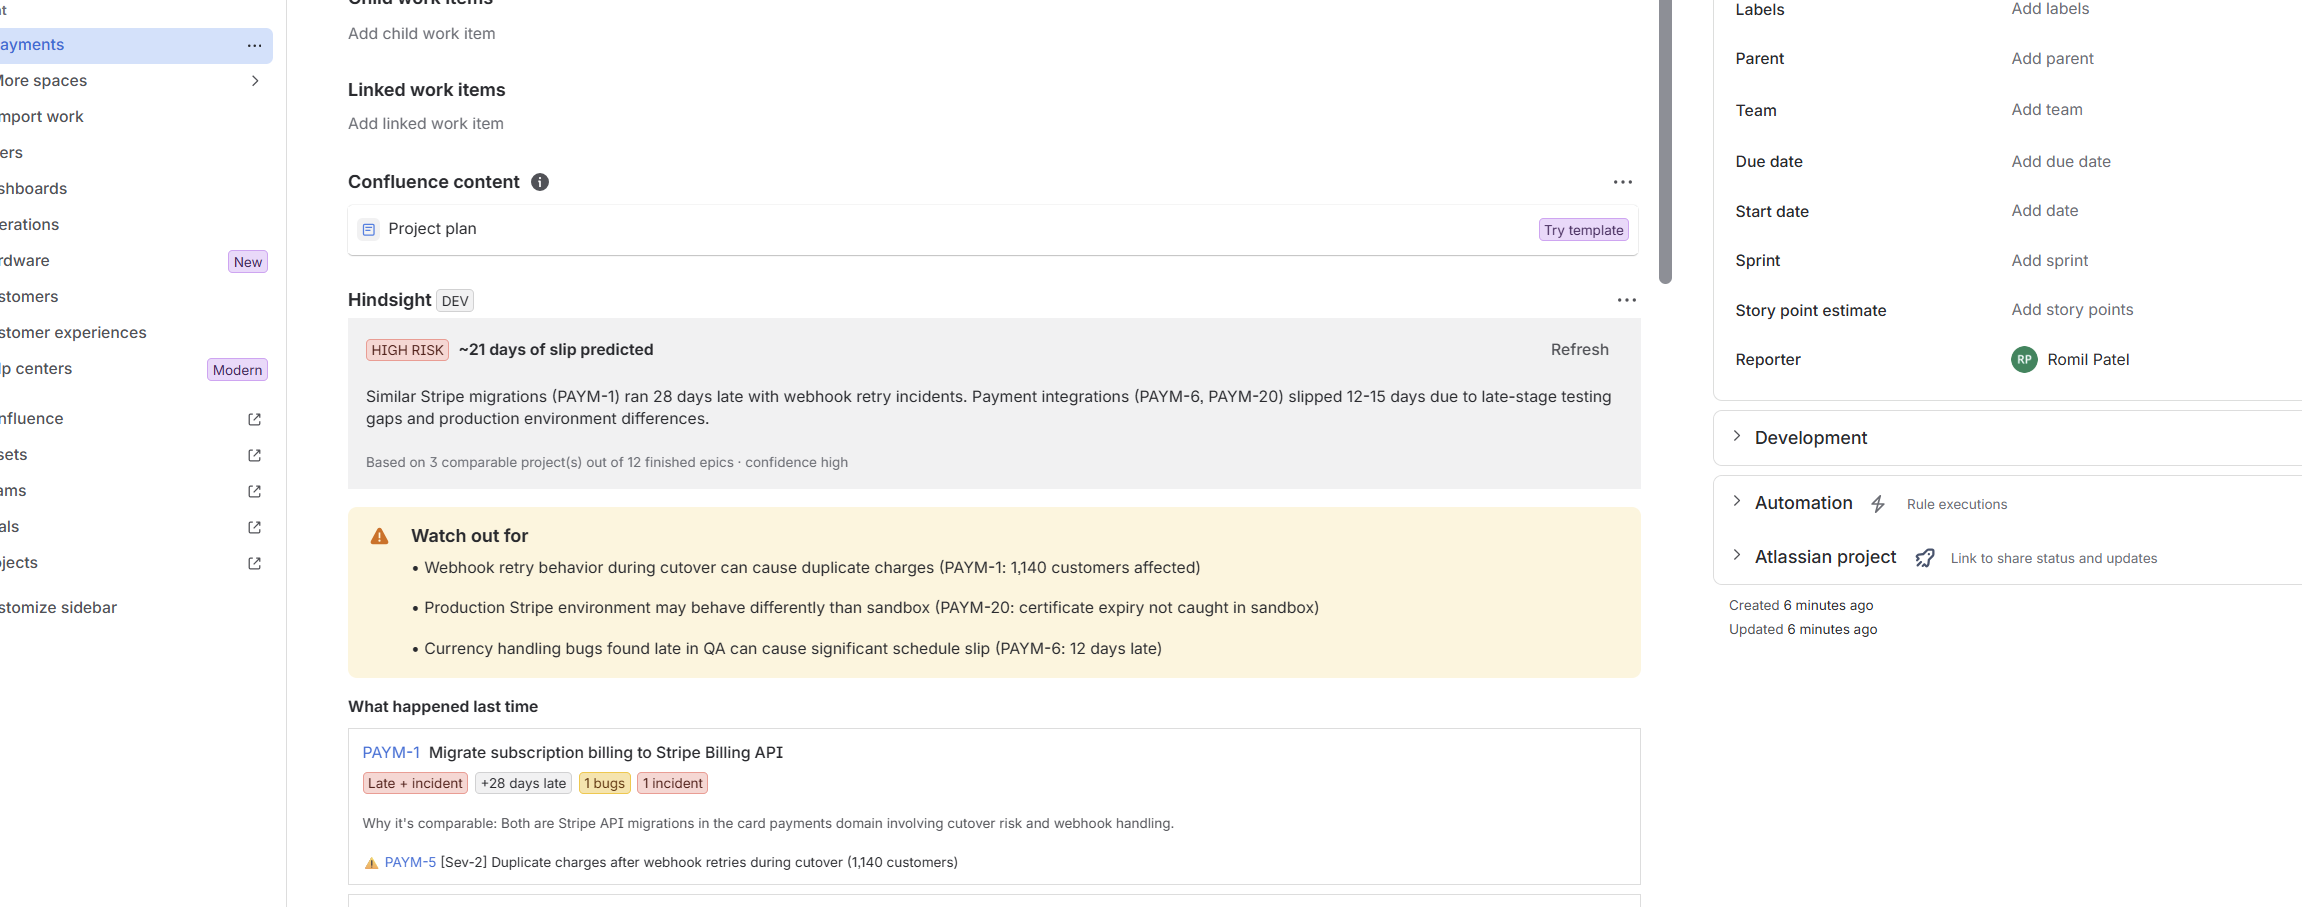 nt
ayments
More spaces
mport work
ers
shboards
erations
rdware New
stomers
stomer experiences
lp centers Modern
nfluence
sets
ams
als
jects
stomize sidebar
Child work items
Add child work item
Linked work items
Add linked work item
Confluence content
Project plan Try template
Hindsight DEV
HIGH RISK ~21 days of slip predicted Refresh
Similar Stripe migrations (PAYM-1) ran 28 days late with webhook retry incidents. Payment integrations (PAYM-6, PAYM-20) slipped 12-15 days due to late-stage testing
gaps and production environment differences.
Based on 3 comparable project(s) out of 12 finished epics · confidence high
Watch out for
• Webhook retry behavior during cutover can cause duplicate charges (PAYM-1: 1,140 customers affected)
• Production Stripe environment may behave differently than sandbox (PAYM-20: certificate expiry not caught in sandbox)
• Currency handling bugs found late in QA can cause significant schedule slip (PAYM-6: 12 days late)
What happened last time
PAYM-1 Migrate subscription billing to Stripe Billing API
Late + incident +28 days late 1 bugs 1 incident
Why it's comparable: Both are Stripe API migrations in the card payments domain involving cutover risk and webhook handling.
PAYM-5 [Sev-2] Duplicate charges after webhook retries during cutover (1,140 customers)
Labels Add labels
Parent Add parent
Team Add team
Due date Add due date
Start date Add date
Sprint Add sprint
Story point estimate Add story points
Reporter RP Romil Patel
Development
Automation Rule executions
Atlassian project Link to share status and updates
Created 6 minutes ago
Updated 6 minutes ago